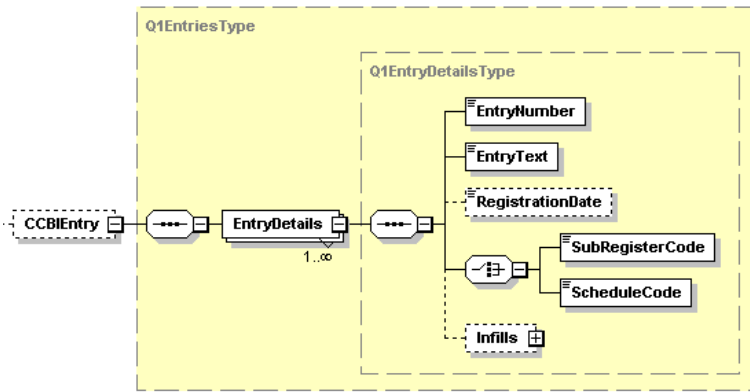 Q1EntriesType
Q1EntryDetailsType
EntryNumber
EntryText
RegistrationDate
CCBIEntry
EntryDetails
1..∞
SubRegisterCode
ScheduleCode
Infills